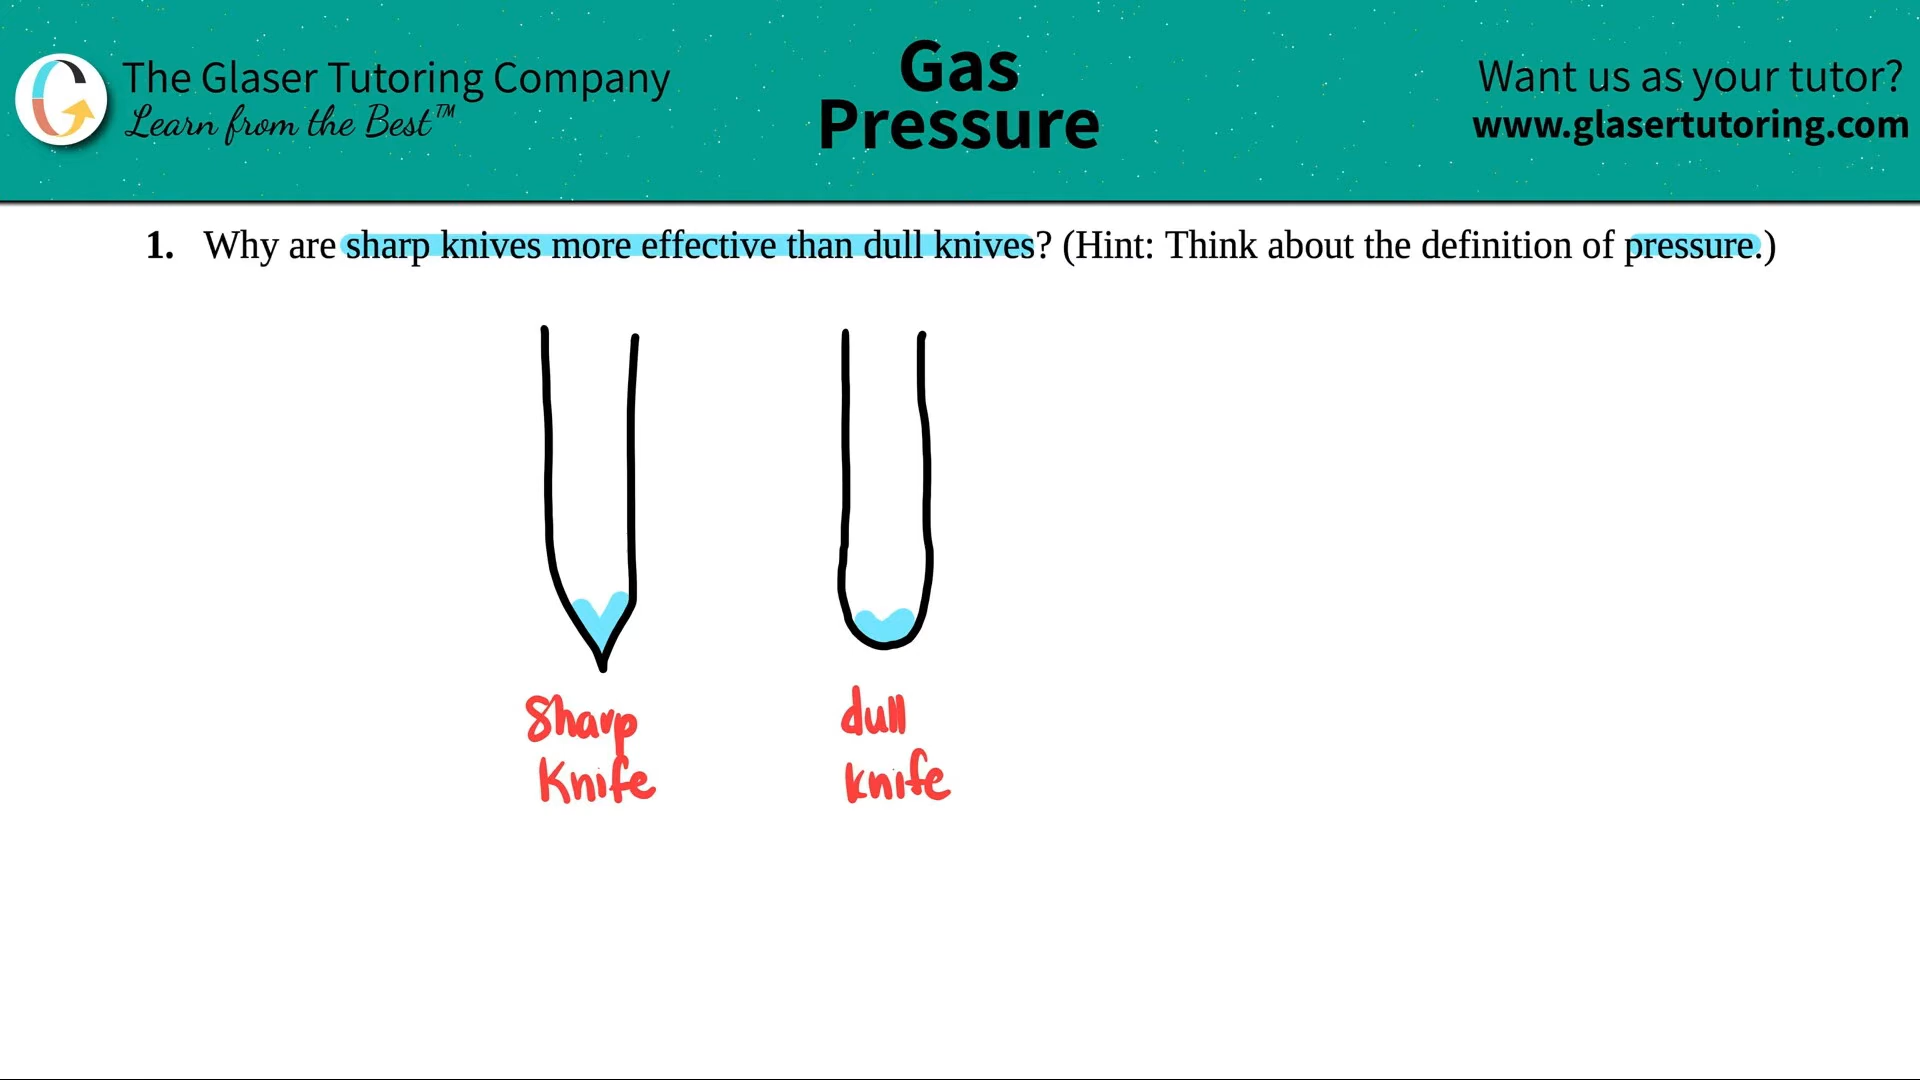 The Glaser Tutoring Company
Learn from the Best™
Gas
Pressure
Want us as your tutor?
www.glasertutoring.com
1. Why are sharp knives more effective than dull knives? (Hint: Think about the definition of pressure.)
Sharp
Knife
dull
knife